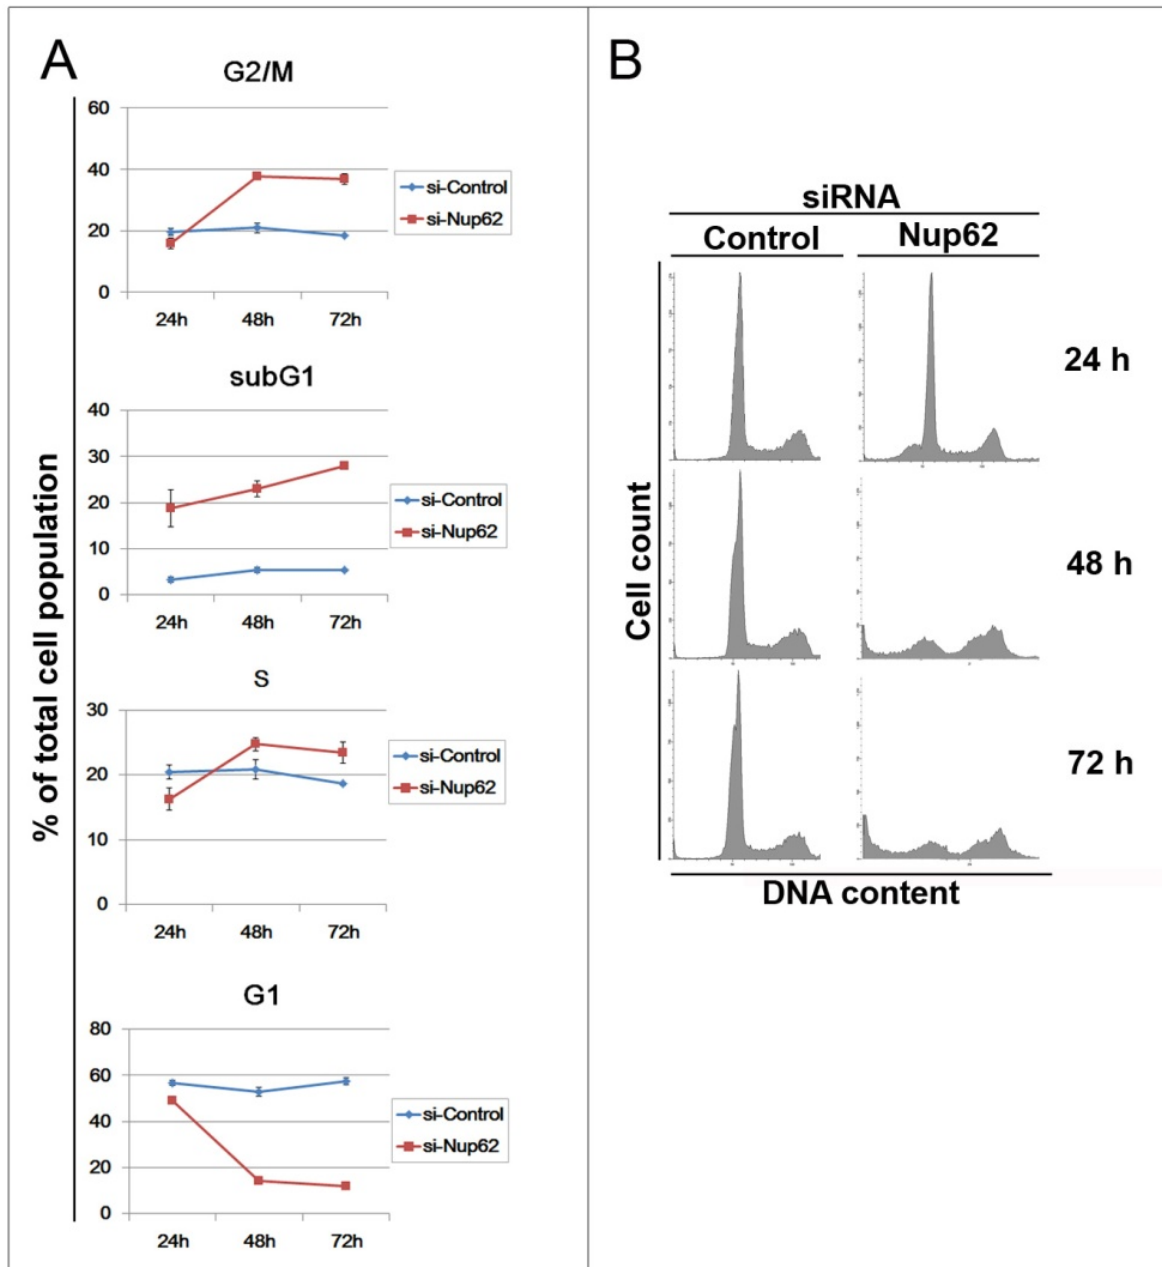 A
G2/M
60
40
20
0
24h 48h 72h
si-Control
si-Nup62
subG1
40
30
20
10
0
24h 48h 72h
si-Control
si-Nup62
S
30
20
10
0
24h 48h 72h
si-Control
si-Nup62
G1
80
60
40
20
0
24h 48h 72h
si-Control
si-Nup62
% of total cell population
B
siRNA
Control Nup62
24 h
48 h
72 h
Cell count
DNA content